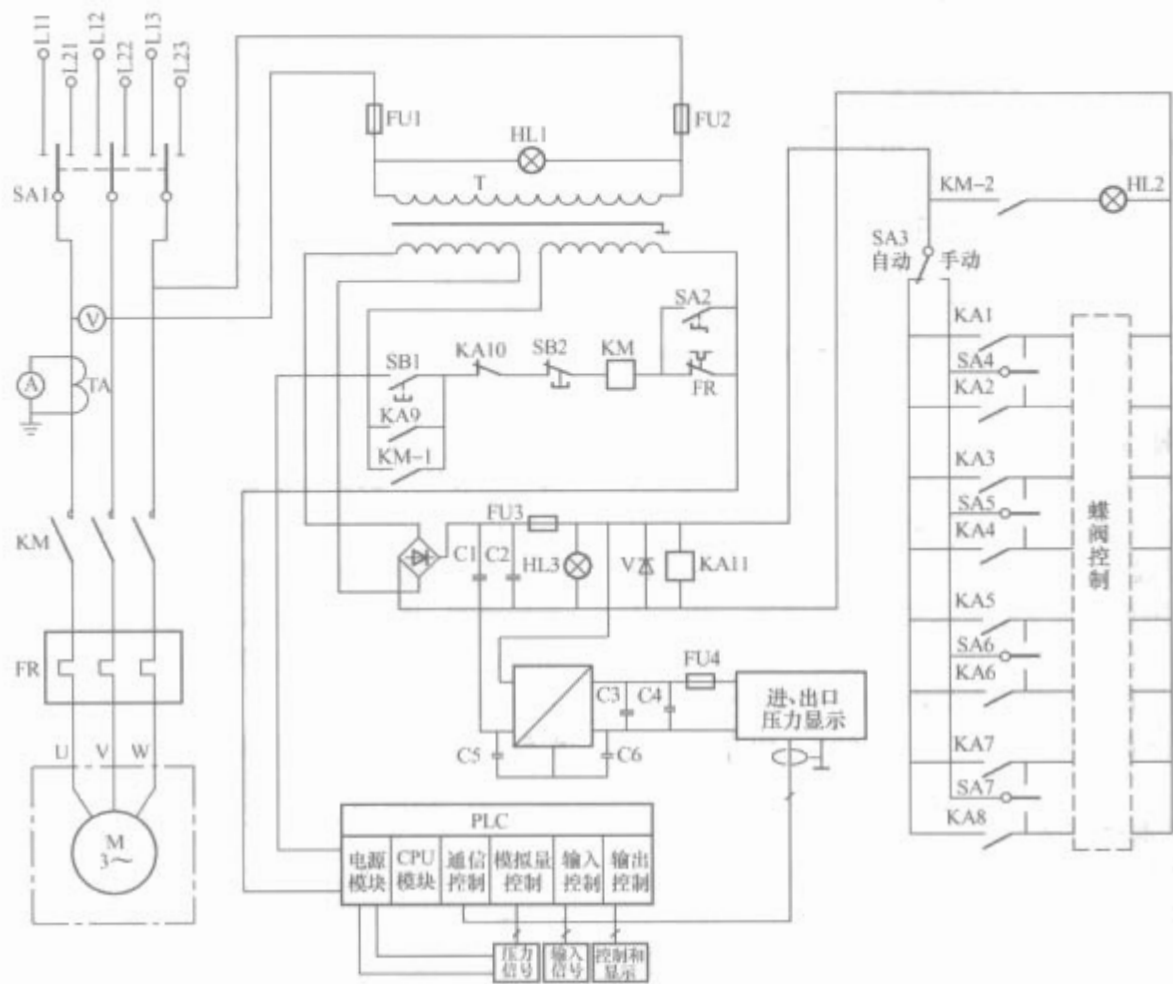 L11
L21
L12
L22
L13
L23
SA1
V
A
TA
KM
FR
U
V
W
M
3～
FU1
HL1
FU2
T
SA2
SB1
KA10
SB2
KM
FR
KA9
KM-1
FU3
C1
C2
HL3
V
KA11
FU4
C3
C4
进、出口
压力显示
C5
C6
PLC
电源
模块
CPU
模块
通信
控制
模拟量
控制
输入
控制
输出
控制
压力
信号
输入
信号
控制和
显示
KM-2
HL2
SA3
自动
手动
KA1
SA4
KA2
KA3
SA5
KA4
KA5
SA6
KA6
KA7
SA7
KA8
蝶阀控制